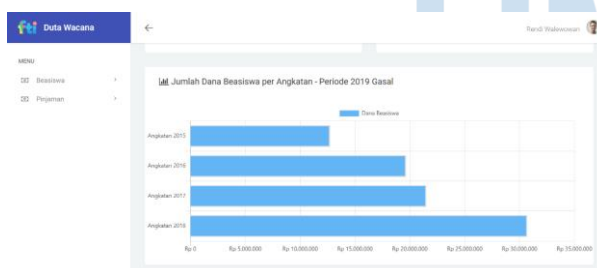 fti Duta Wacana
←
Rendi Walewowan
MENU
Beasiswa
Pinjaman
Jumlah Dana Beasiswa per Angkatan - Periode 2019 Gasal
Dana Beasiswa
Angkatan 2015
Angkatan 2016
Angkatan 2017
Angkatan 2018
Rp 0 Rp 5.000.000 Rp 10.000.000 Rp 15.000.000 Rp 20.000.000 Rp 25.000.000 Rp 30.000.000 Rp 35.000.000